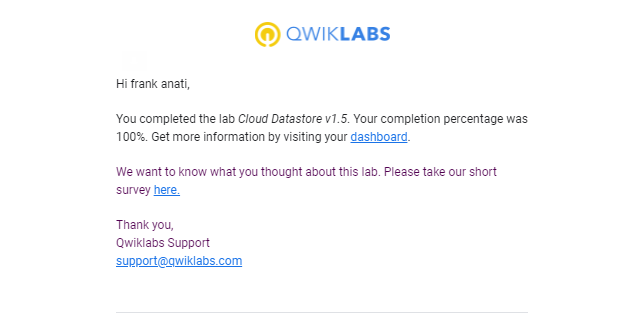 QWIKLABS
Hi frank anati,
You completed the lab Cloud Datastore v1.5. Your completion percentage was
100%. Get more information by visiting your dashboard.
We want to know what you thought about this lab. Please take our short
survey here.
Thank you,
Qwiklabs Support
support@qwiklabs.com